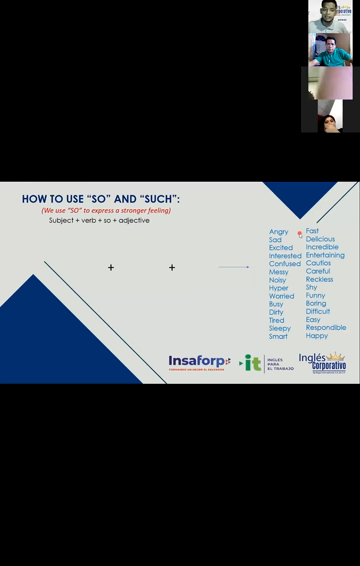 HOW TO USE “SO” AND “SUCH”:
(We use “SO” to express a stronger feeling)
Subject + verb + so + adjective
+ +
Angry
Sad
Excited
Interested
Confused
Messy
Noisy
Hyper
Worried
Busy
Dirty
Tired
Sleepy
Smart
Fast
Delicious
Incredible
Entertaining
Cautios
Careful
Reckless
Shy
Funny
Boring
Difficult
Easy
Respondible
Happy
Insaforp
it
INGLÉS
PARA
EL TRABAJO
Inglés
Corporativo